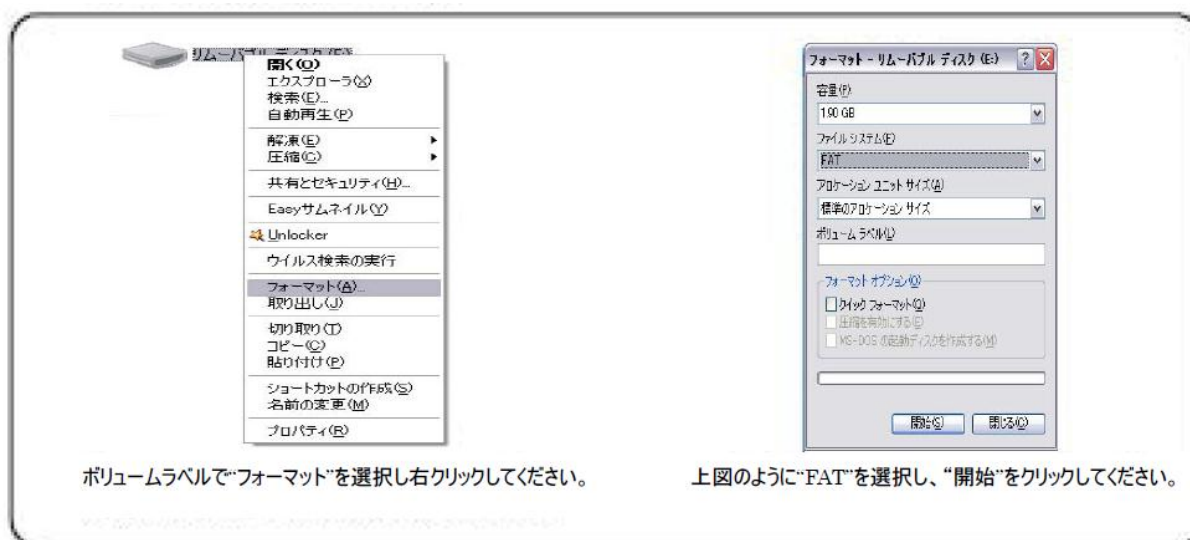 リムーバブル ディスク (E:)
開く(O)
エクスプローラ(X)
検索(E)...
自動再生(P)
解凍(E)
圧縮(C)
共有とセキュリティ(H)...
Easyサムネイル(Y)
Unlocker
ウイルス検索の実行
フォーマット(A)...
取り出し(J)
切り取り(T)
コピー(C)
貼り付け(P)
ショートカットの作成(S)
名前の変更(M)
プロパティ(R)
ボリュームラベルで“フォーマット”を選択し右クリックしてください。
フォーマット - リムーバブル ディスク (E:)
容量(P)
1.90 GB
ファイル システム(F)
FAT
アロケーション ユニット サイズ(A)
標準のアロケーション サイズ
ボリューム ラベル(L)
フォーマット オプション(O)
クイック フォーマット(Q)
圧縮を有効にする(E)
MS-DOS の起動ディスクを作成する(M)
開始(S)
閉じる(C)
上図のように“FAT”を選択し、“開始”をクリックしてください。